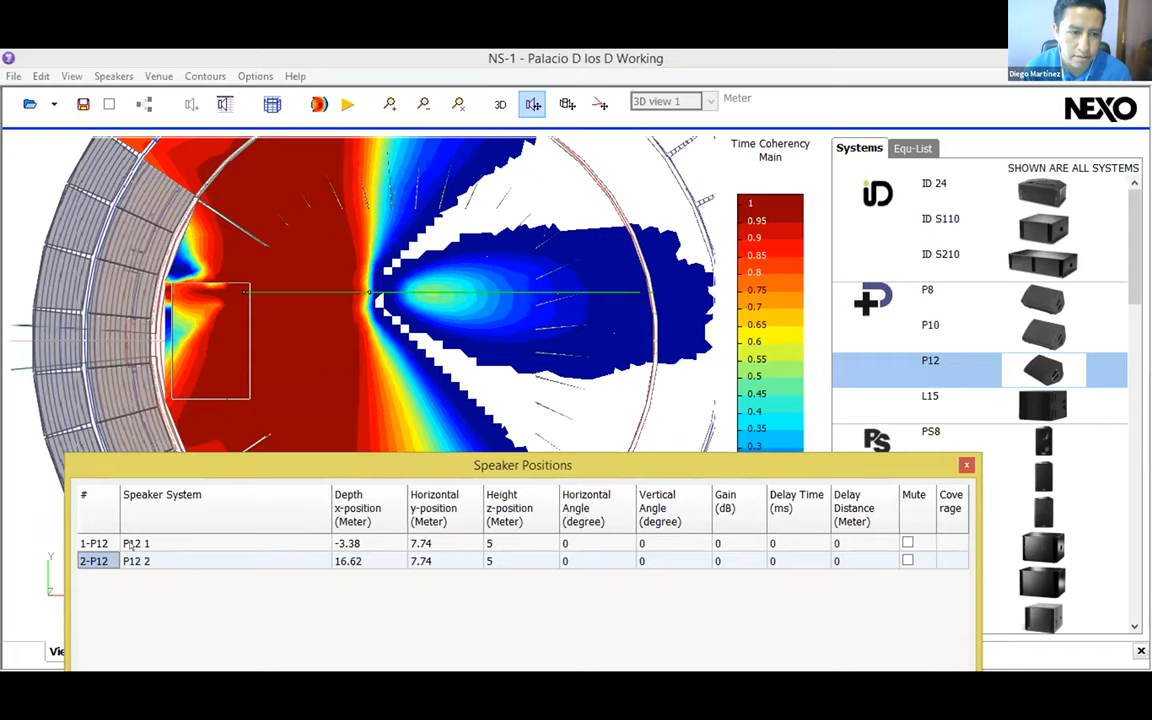 NS-1 - Palacio D los D Working
Diego Martínez
File Edit View Speakers Venue Contours Options Help
3D
3D view 1
Meter
NEXO
Time Coherency
Main
1
0.95
0.9
0.85
0.8
0.75
0.7
0.65
0.6
0.55
0.5
0.45
0.4
0.35
0.3
Systems
Equ-List
SHOWN ARE ALL SYSTEMS
iD
ID 24
ID S110
ID S210
P8
P10
P12
L15
PS
PS8
Speaker Positions
# Speaker System Depth x-position (Meter) Horizontal y-position (Meter) Height z-position (Meter) Horizontal Angle (degree) Vertical Angle (degree) Gain (dB) Delay Time (ms) Delay Distance (Meter) Mute Cove rage
1-P12 P12 1 -3.38 7.74 5 0 0 0 0 0
2-P12 P12 2 16.62 7.74 5 0 0 0 0 0
Y
Z